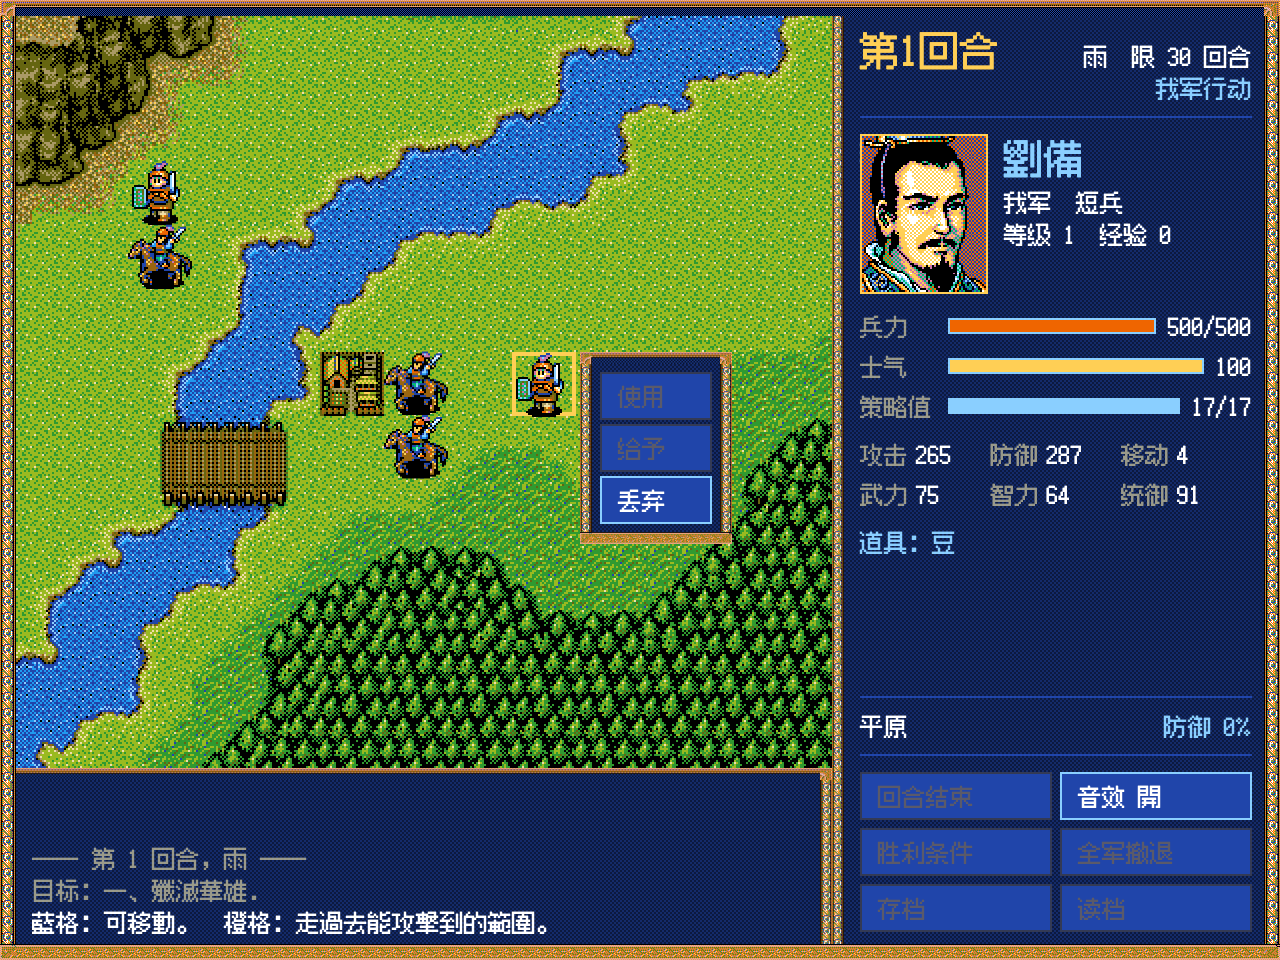 第1回合
雨 限 30 回合
我军行动
劉備
我军 短兵
等级 1 经验 0
兵力 500/500
士气 100
策略值 17/17
攻击 265 防御 287 移动 4
武力 75 智力 64 统御 91
道具: 豆
使用
给予
丢弃
平原 防御 0%
回合结束 音效 開
胜利条件 全军撤退
存档 读档
—— 第 1 回合, 雨 ——
目标: 一、殲滅華雄.
藍格: 可移動。 橙格: 走過去能攻擊到的範圍。